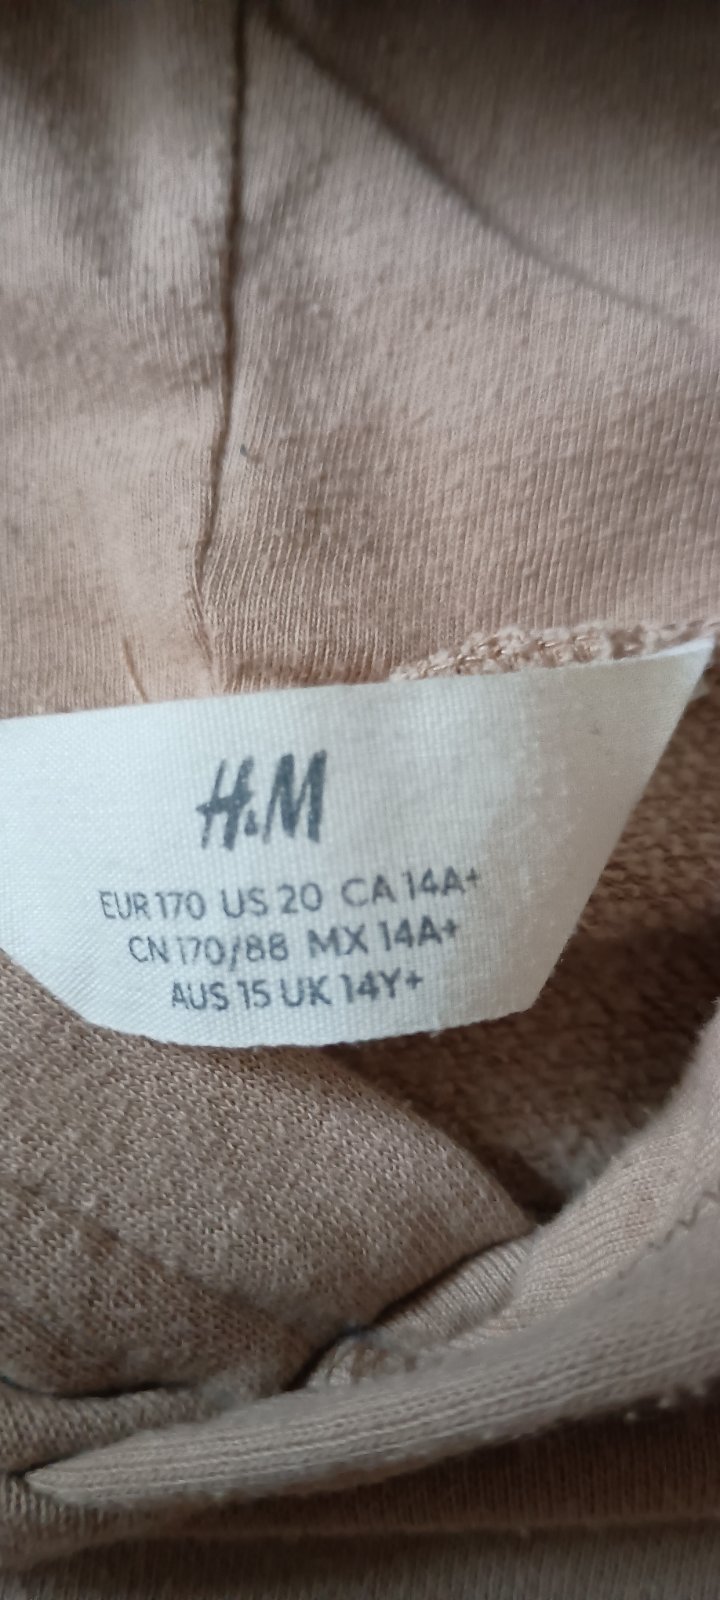 H&M
EUR 170 US 20 CA 14A+
CN 170/88 MX 14A+
AUS 15 UK 14Y+